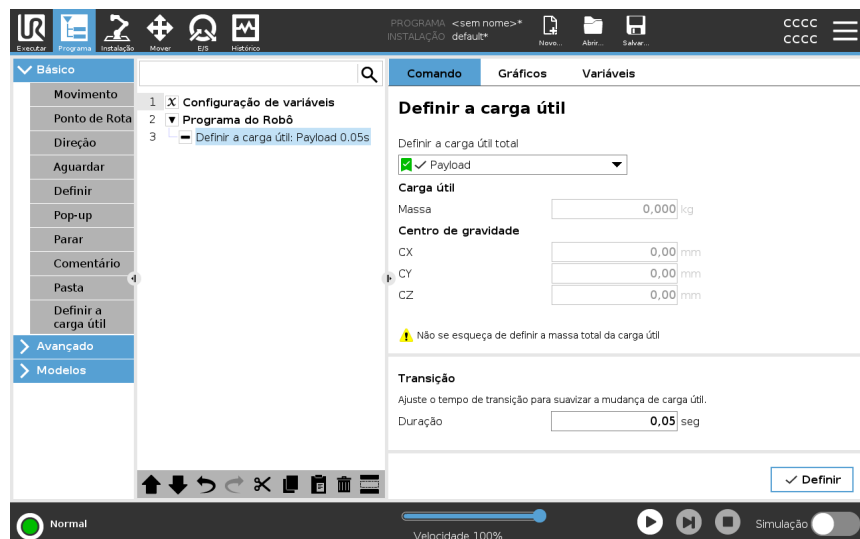 UR
PROGRAMA <sem nome>*
INSTALAÇÃO default*
Executar
Programa
Instalação
Mover
E/S
Histórico
Novo...
Abrir...
Salvar...
CCCC
CCCC
Básico
Movimento
Ponto de Rota
Direção
Aguardar
Definir
Pop-up
Parar
Comentário
Pasta
Definir a
carga útil
Avançado
Modelos
1 X Configuração de variáveis
2 Programa do Robô
3 Definir a carga útil: Payload 0.05s
Comando Gráficos Variáveis
Definir a carga útil
Definir a carga útil total
Payload
Carga útil
Massa 0,000 kg
Centro de gravidade
CX 0,00 mm
CY 0,00 mm
CZ 0,00 mm
Não se esqueça de definir a massa total da carga útil
Transição
Ajuste o tempo de transição para suavizar a mudança de carga útil.
Duração 0,05 seg
Definir
Normal
Velocidade 100%
Simulação